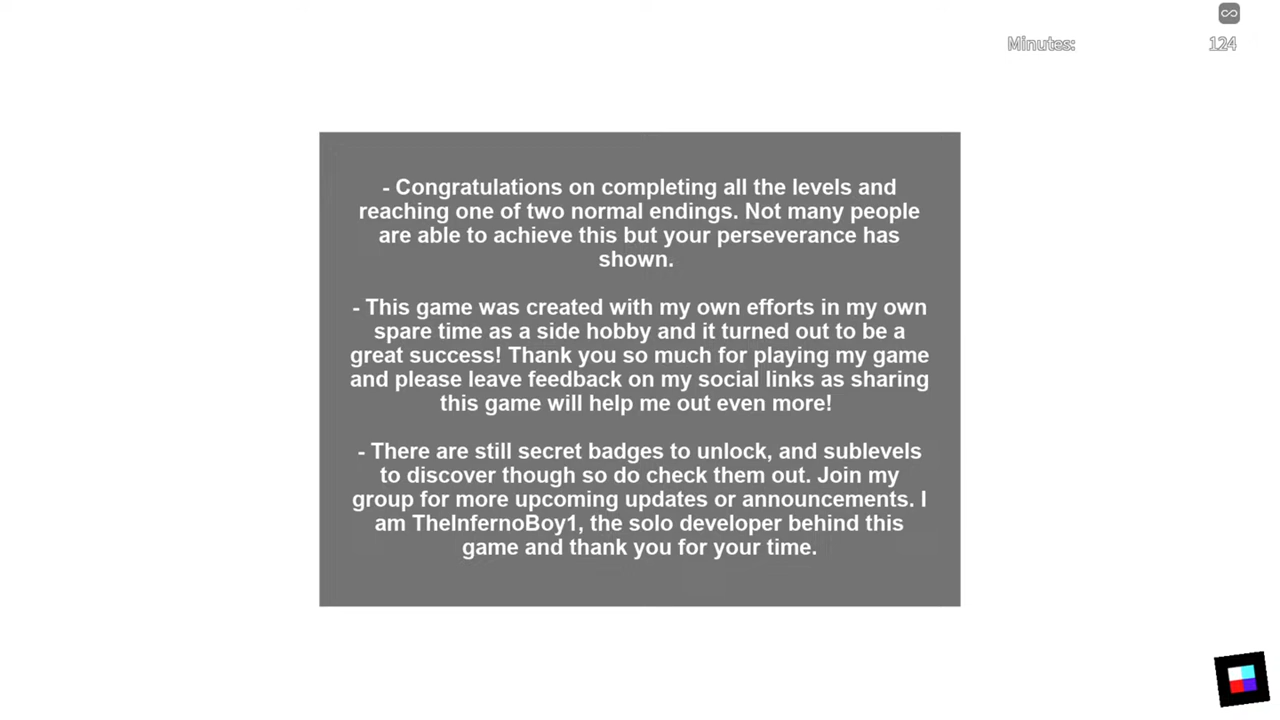 Minutes: 124
- Congratulations on completing all the levels and
reaching one of two normal endings. Not many people
are able to achieve this but your perseverance has
shown.
- This game was created with my own efforts in my own
spare time as a side hobby and it turned out to be a
great success! Thank you so much for playing my game
and please leave feedback on my social links as sharing
this game will help me out even more!
- There are still secret badges to unlock, and sublevels
to discover though so do check them out. Join my
group for more upcoming updates or announcements. I
am TheInfernoBoy1, the solo developer behind this
game and thank you for your time.